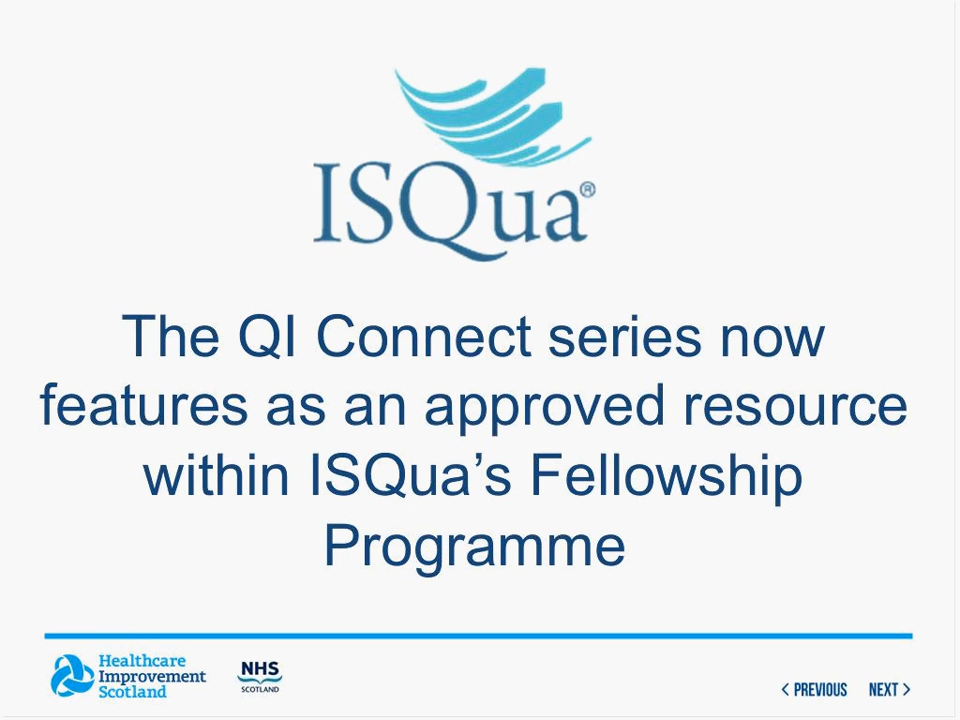 ISQua®
The QI Connect series now
features as an approved resource
within ISQua’s Fellowship
Programme
Healthcare
Improvement
Scotland
NHS
SCOTLAND
< PREVIOUS
NEXT >